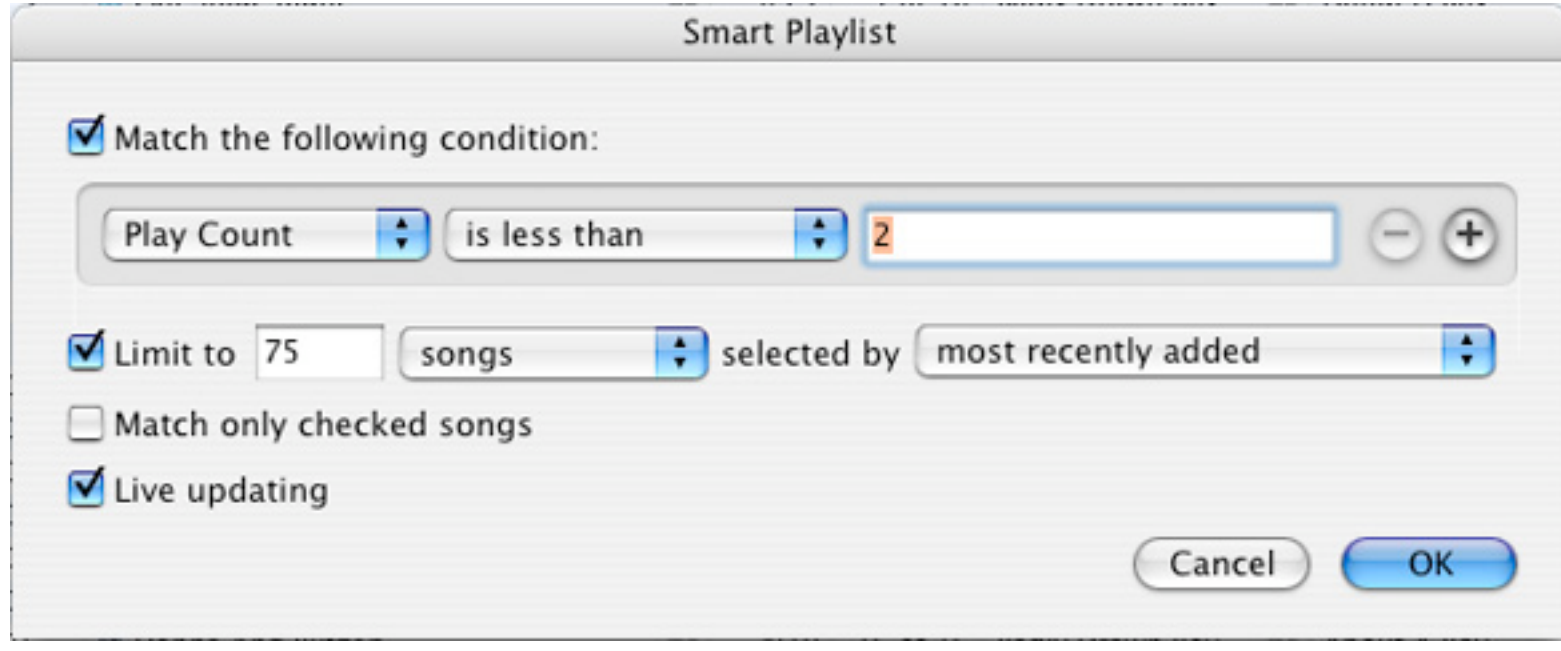 Smart Playlist
Match the following condition:
Play Count is less than 2
Limit to 75 songs selected by most recently added
Match only checked songs
Live updating
Cancel OK